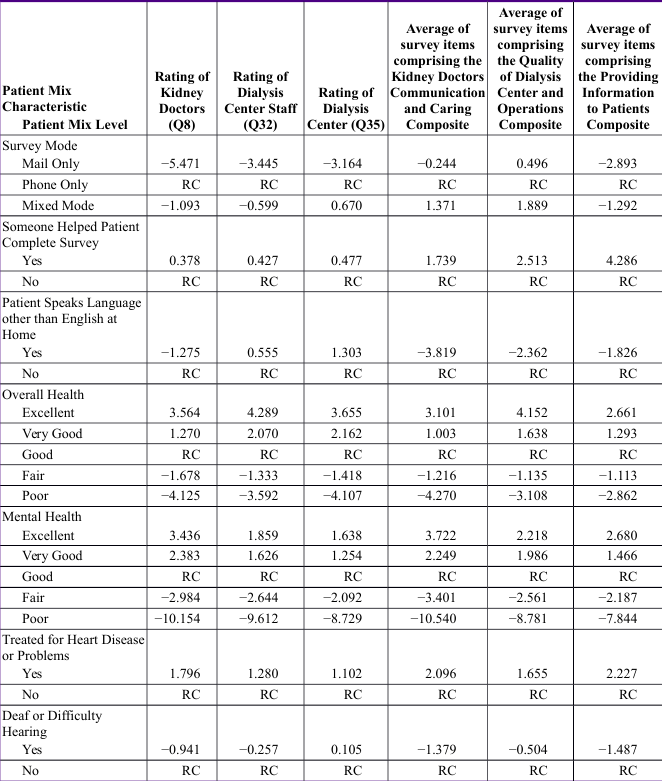 Patient Mix Characteristic Patient Mix Level | Rating of Kidney Doctors (Q8) | Rating of Dialysis Center Staff (Q32) | Rating of Dialysis Center (Q35) | Average of survey items comprising the Kidney Doctors Communication and Caring Composite | Average of survey items comprising the Quality of Dialysis Center and Operations Composite | Average of survey items comprising the Providing Information to Patients Composite
Survey Mode
Mail Only −5.471 −3.445 −3.164 −0.244 0.496 −2.893
Phone Only RC RC RC RC RC RC
Mixed Mode −1.093 −0.599 0.670 1.371 1.889 −1.292
Someone Helped Patient
Complete Survey
Yes 0.378 0.427 0.477 1.739 2.513 4.286
No RC RC RC RC RC RC
Patient Speaks Language
other than English at
Home
Yes −1.275 0.555 1.303 −3.819 −2.362 −1.826
No RC RC RC RC RC RC
Overall Health
Excellent 3.564 4.289 3.655 3.101 4.152 2.661
Very Good 1.270 2.070 2.162 1.003 1.638 1.293
Good RC RC RC RC RC RC
Fair −1.678 −1.333 −1.418 −1.216 −1.135 −1.113
Poor −4.125 −3.592 −4.107 −4.270 −3.108 −2.862
Mental Health
Excellent 3.436 1.859 1.638 3.722 2.218 2.680
Very Good 2.383 1.626 1.254 2.249 1.986 1.466
Good RC RC RC RC RC RC
Fair −2.984 −2.644 −2.092 −3.401 −2.561 −2.187
Poor −10.154 −9.612 −8.729 −10.540 −8.781 −7.844
Treated for Heart Disease
or Problems
Yes 1.796 1.280 1.102 2.096 1.655 2.227
No RC RC RC RC RC RC
Deaf or Difficulty
Hearing
Yes −0.941 −0.257 0.105 −1.379 −0.504 −1.487
No RC RC RC RC RC RC